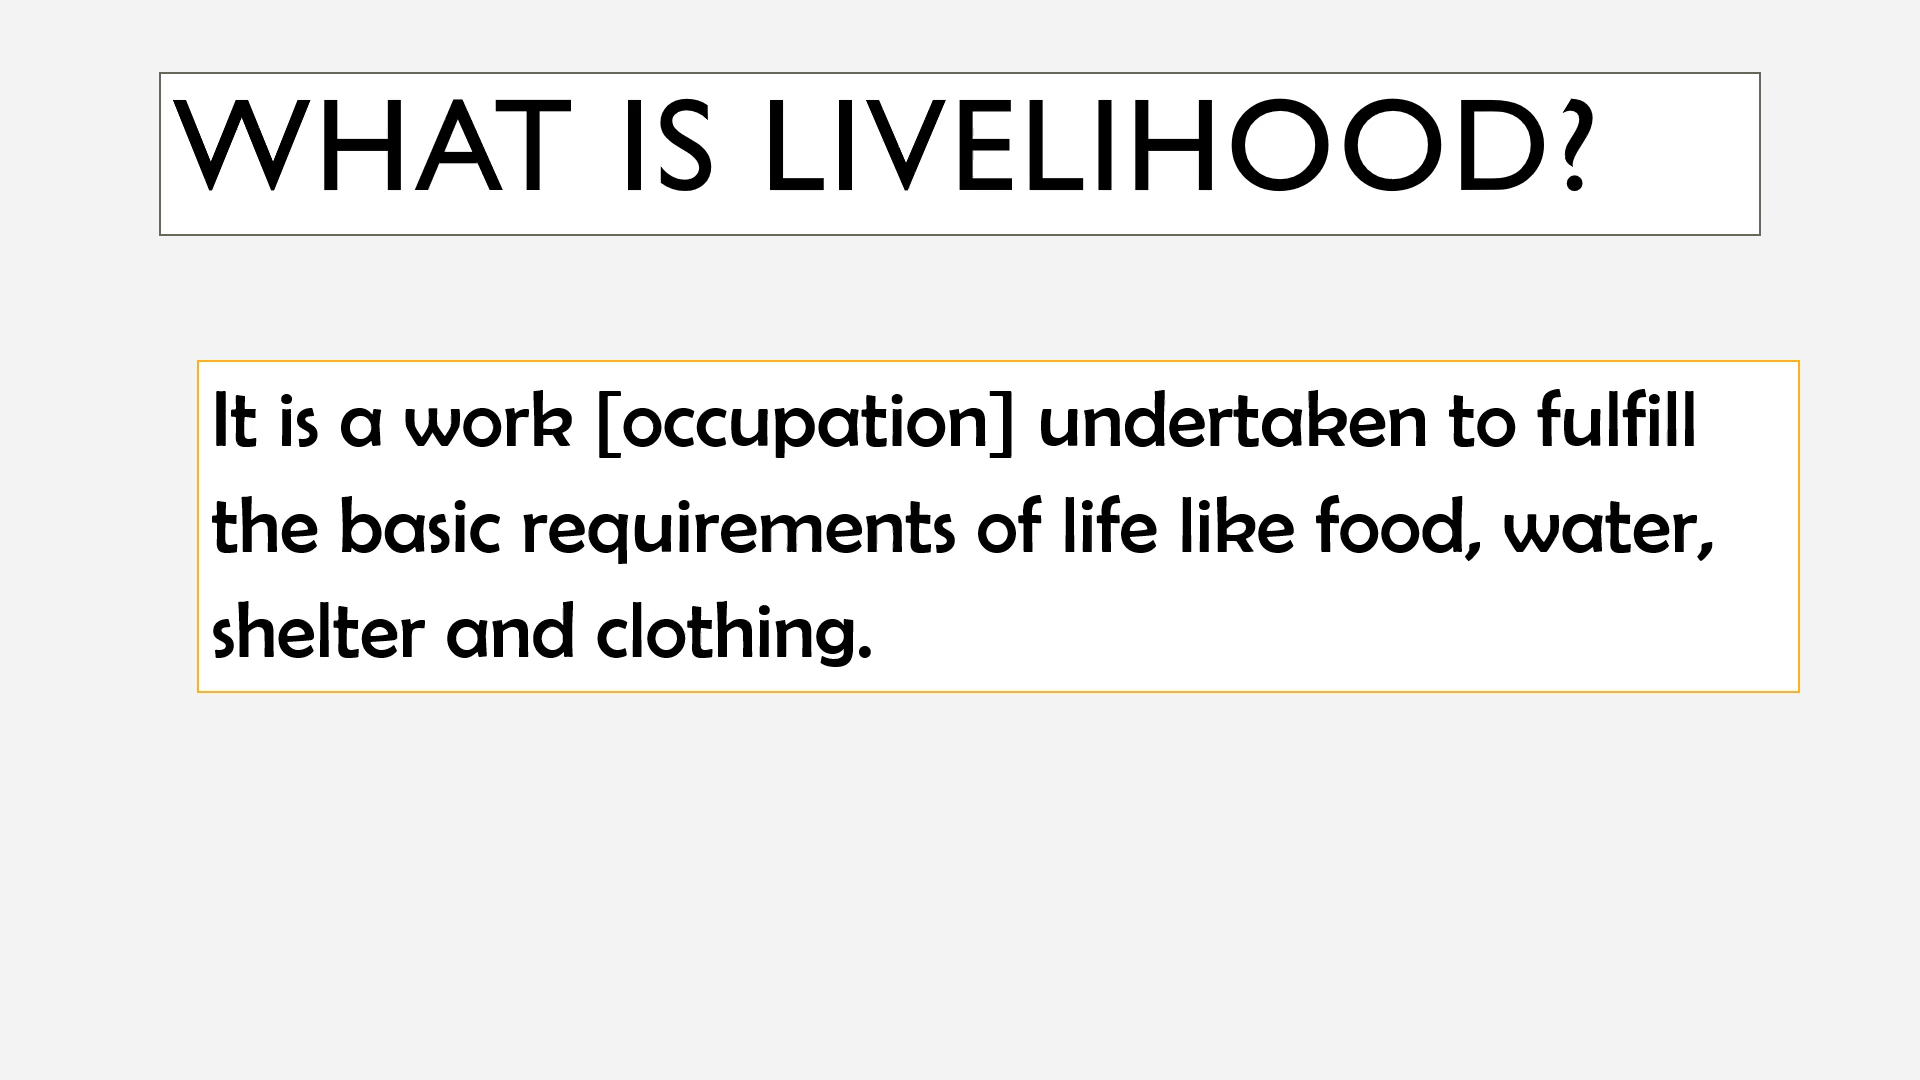 WHAT IS LIVELIHOOD?
It is a work [occupation] undertaken to fulfill
the basic requirements of life like food, water,
shelter and clothing.